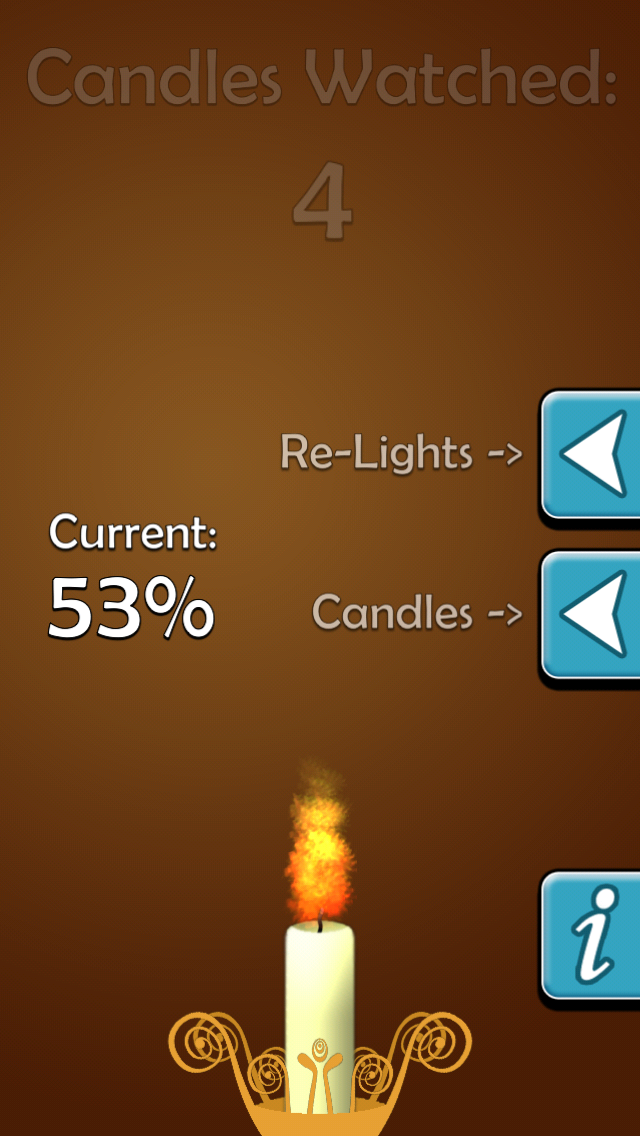 Candles Watched:
4
Re-Lights ->
Current:
53%
Candles ->
i